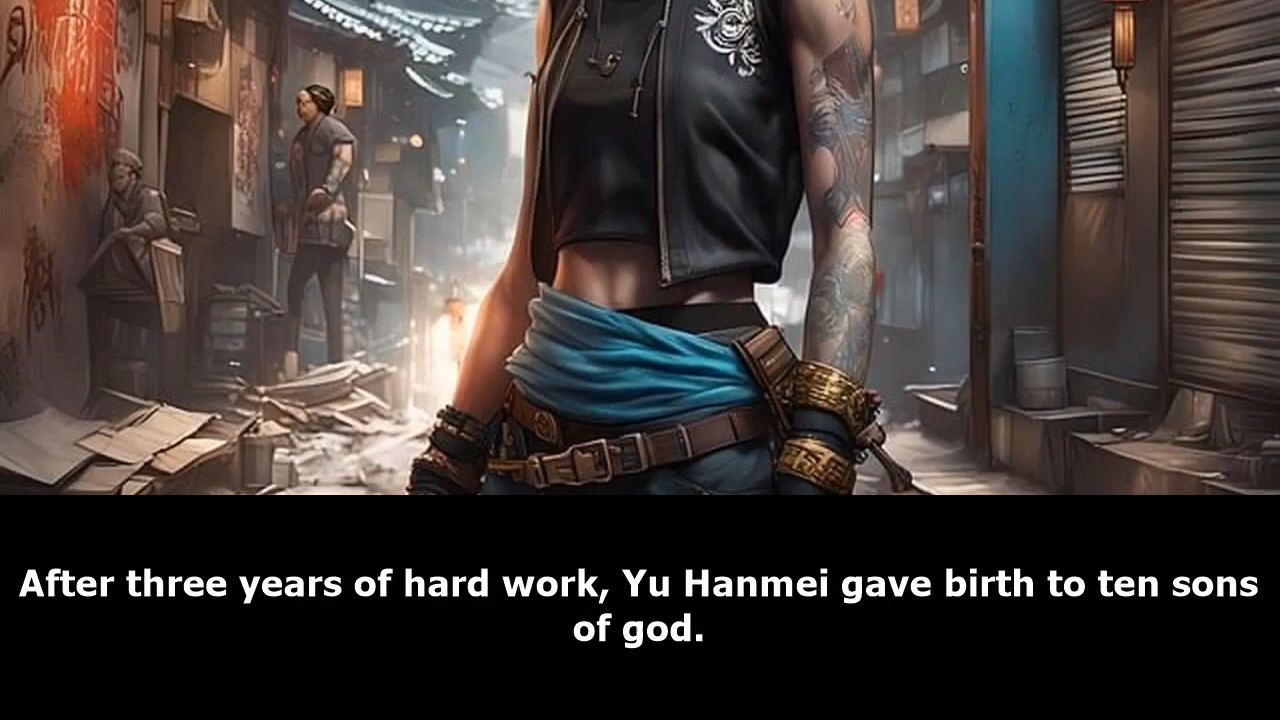 After three years of hard work, Yu Hanmei gave birth to ten sons
of god.